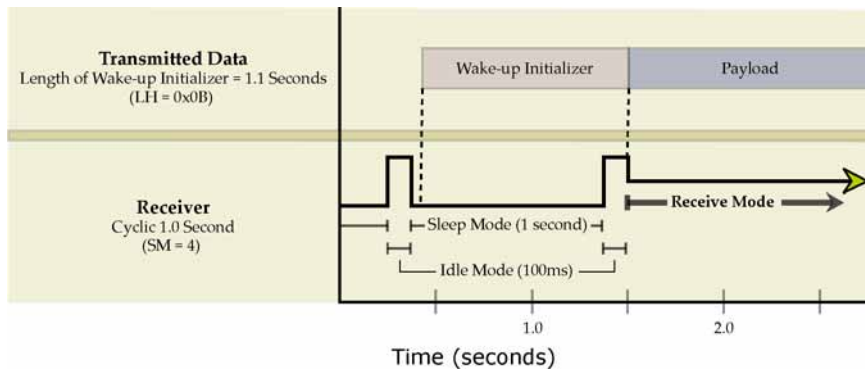 Transmitted Data
Length of Wake-up Initializer = 1.1 Seconds
(LH = 0x0B)
Wake-up Initializer
Payload
Receiver
Cyclic 1.0 Second
(SM = 4)
Sleep Mode (1 second)
Receive Mode
Idle Mode (100ms)
1.0
2.0
Time (seconds)